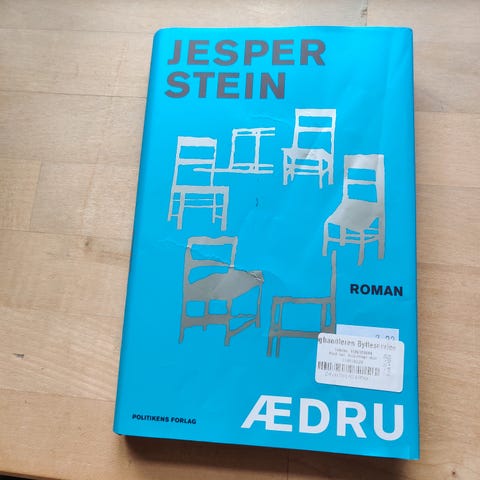 JESPER
STEIN
ROMAN
POLITIKENS FORLAG
ÆDRU